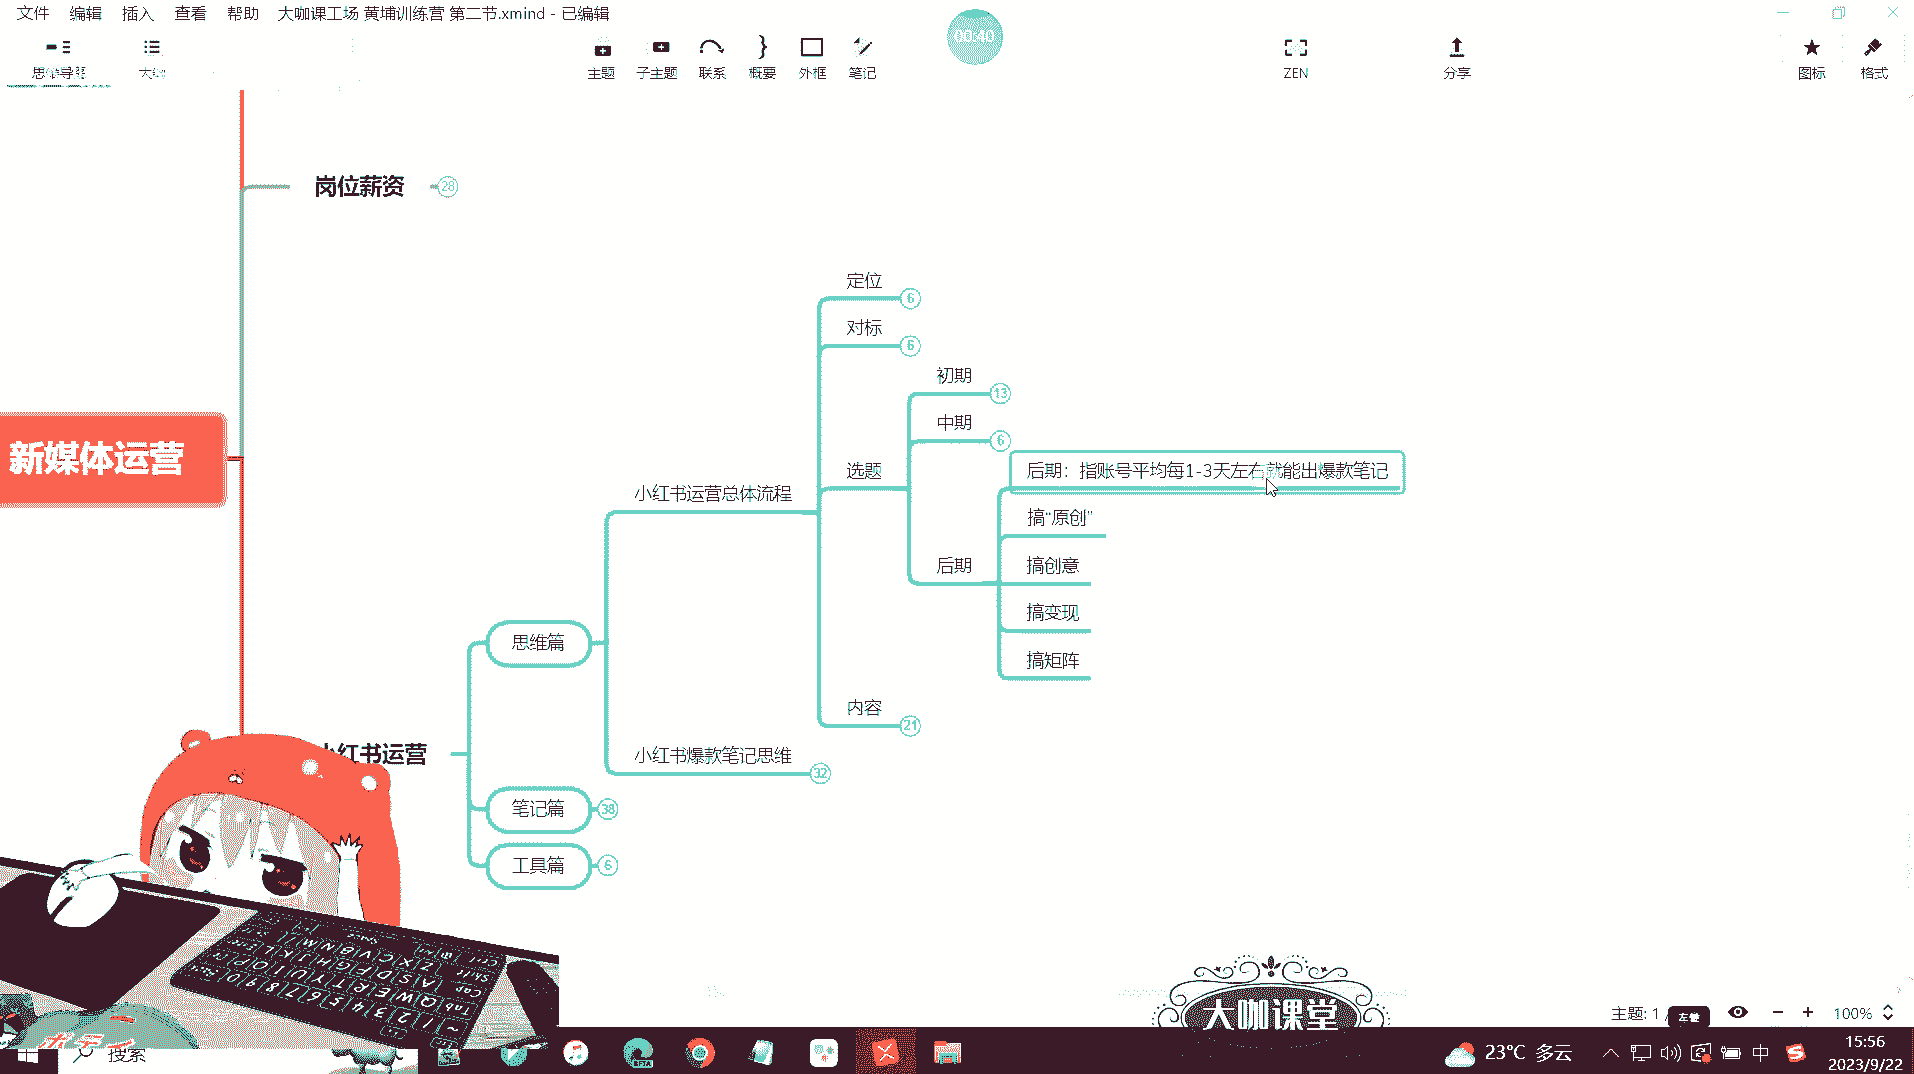 文件 编辑 插入 查看 帮助 大咖课工场 黄埔训练营 第二节.xmind - 已编辑
00:40
思维导图 大纲 主题 子主题 联系 概要 外框 笔记 ZEN 分享 图标 格式
岗位薪资 28
定位 6
对标 6
初期 13
中期 6
新媒体运营
选题
后期：指账号平均每1-3天左右就能出爆款笔记
小红书运营总体流程
搞“原创”
后期
搞创意
搞变现
思维篇
搞矩阵
内容 21
小红书运营
小红书爆款笔记思维 32
笔记篇 38
工具篇 6
大咖课堂
主题: 1 /
左键
100%
搜索
BETA
23°C 多云
中
15:56
2023/9/22